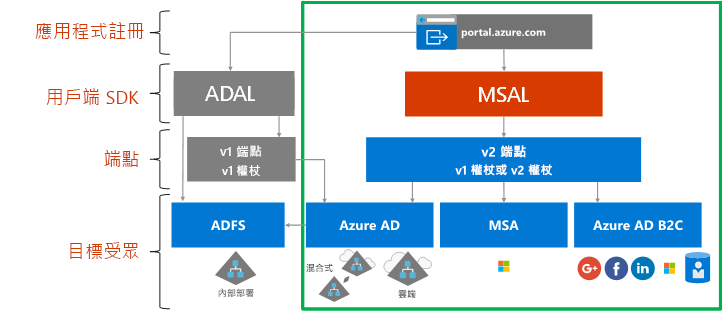 應用程式註冊
portal.azure.com
用戶端 SDK
ADAL
MSAL
端點
v1 端點
v1 權杖
v2 端點
v1 權杖或 v2 權杖
目標受眾
ADFS
Azure AD
MSA
Azure AD B2C
內部部署
混合式
雲端
G+
f
in